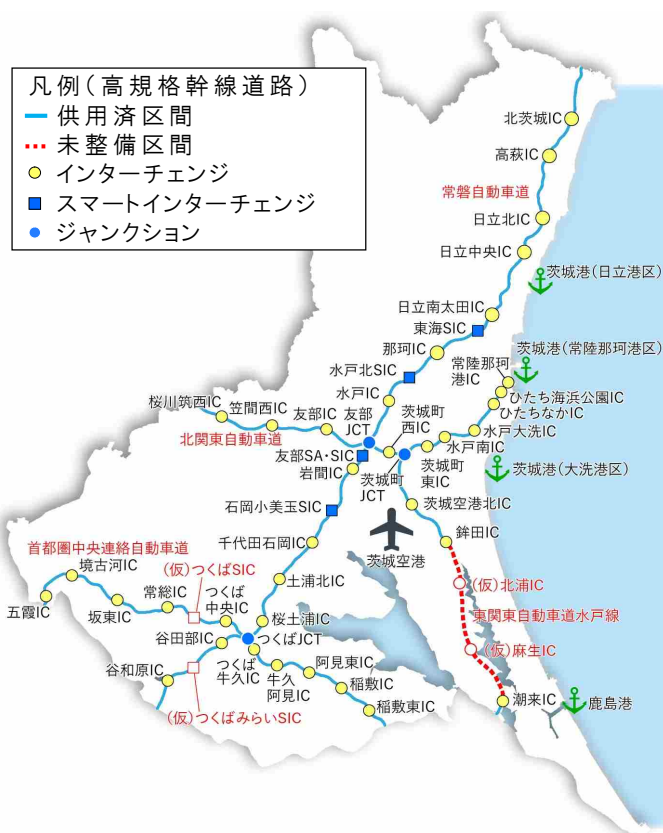 凡例(高規格幹線道路)
供用済区間
未整備区間
インターチェンジ
スマートインターチェンジ
ジャンクション
北茨城IC
高萩IC
常磐自動車道
日立北IC
日立中央IC
茨城港(日立港区)
日立南太田IC
東海SIC
那珂IC
茨城港(常陸那珂港区)
常陸那珂
港IC
水戸北SIC
ひたち海浜公園IC
水戸IC
ひたちなかIC
桜川筑西IC
笠間西IC
友部IC
友部
JCT
茨城町
西IC
水戸大洗IC
水戸南IC
北関東自動車道
友部SA・SIC
岩間IC
茨城町
JCT
茨城町
東IC
茨城港(大洗港区)
石岡小美玉SIC
茨城空港北IC
鉾田IC
千代田石岡IC
茨城空港
首都圏中央連絡自動車道
境古河IC
(仮)つくばSIC
土浦北IC
(仮)北浦IC
五霞IC
坂東IC
常総IC
つくば
中央IC
桜土浦IC
東関東自動車道水戸線
谷田部IC
つくばJCT
(仮)麻生IC
谷和原IC
つくば
牛久IC
牛久
阿見IC
阿見東IC
稲敷IC
稲敷東IC
(仮)つくばみらいSIC
潮来IC
鹿島港